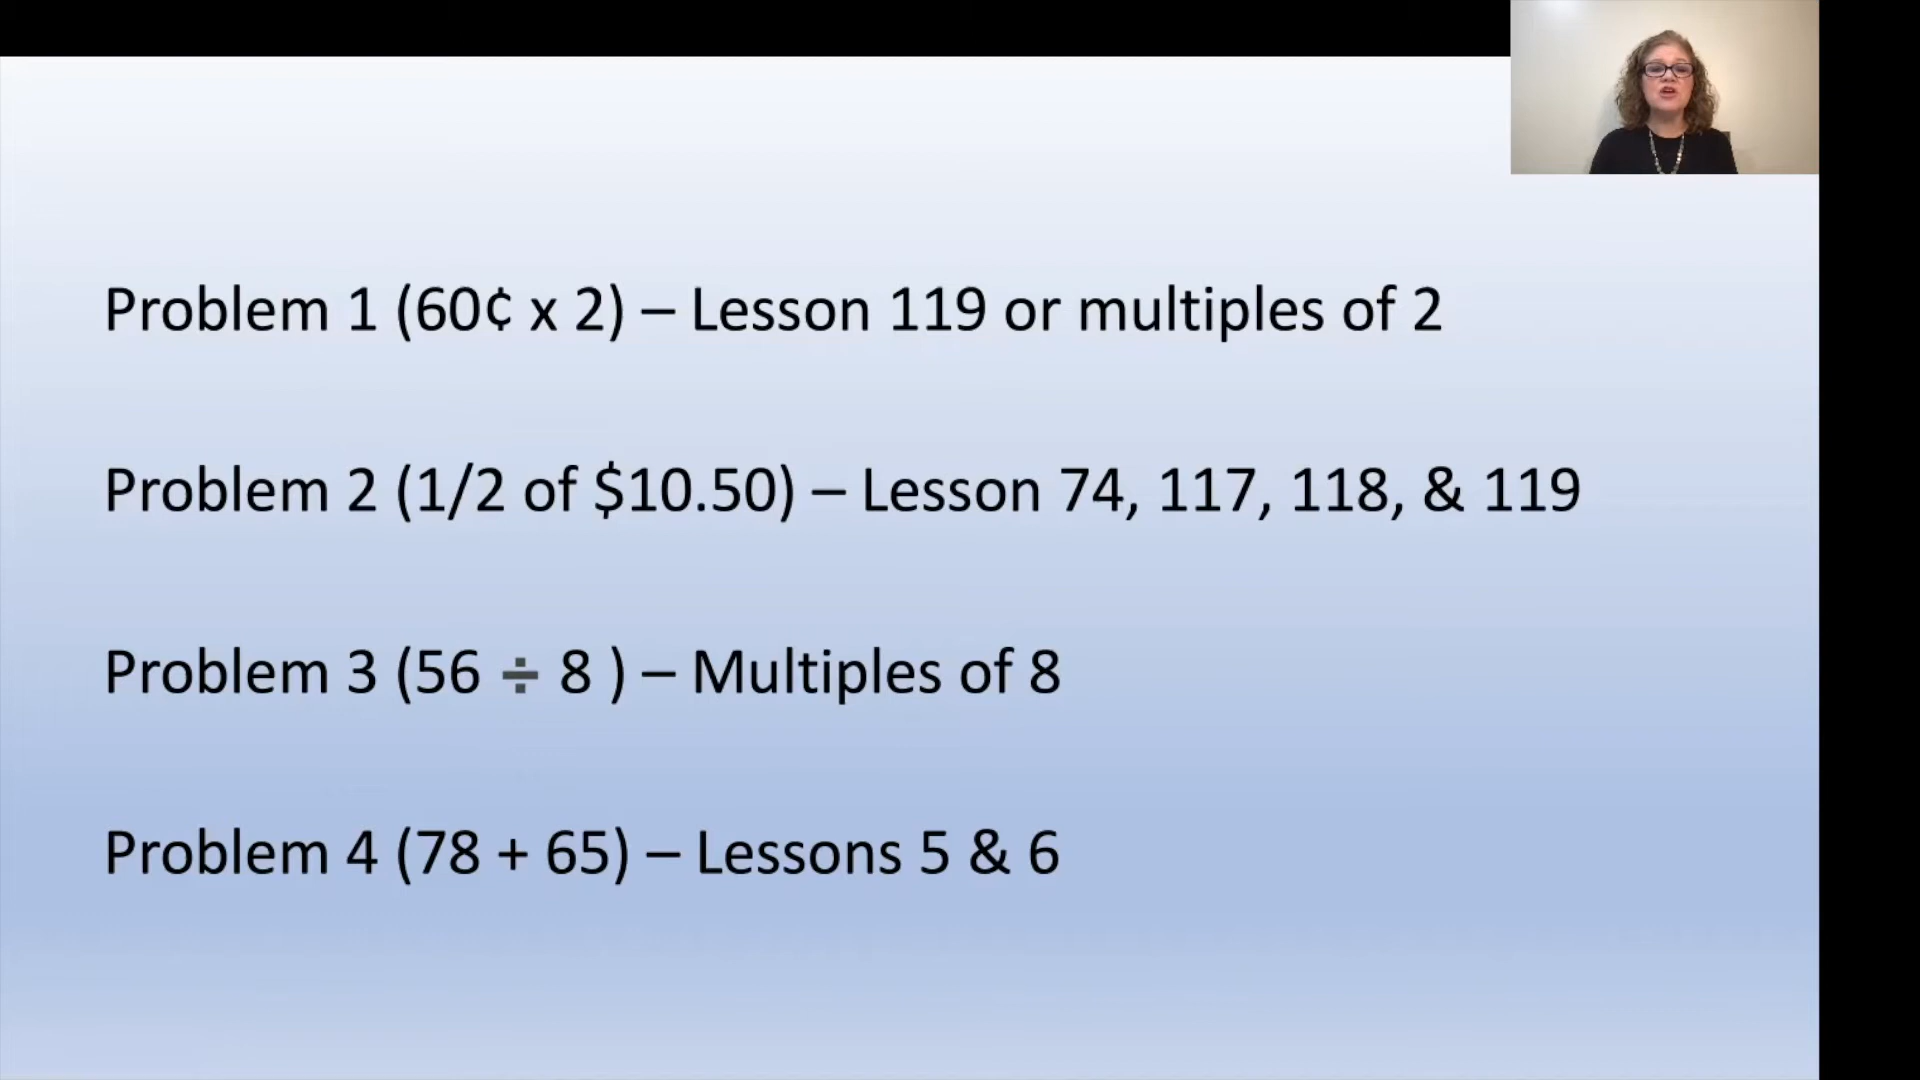 Problem 1 (60¢ x 2) – Lesson 119 or multiples of 2
Problem 2 (1/2 of $10.50) – Lesson 74, 117, 118, & 119
Problem 3 (56 ÷ 8 ) – Multiples of 8
Problem 4 (78 + 65) – Lessons 5 & 6